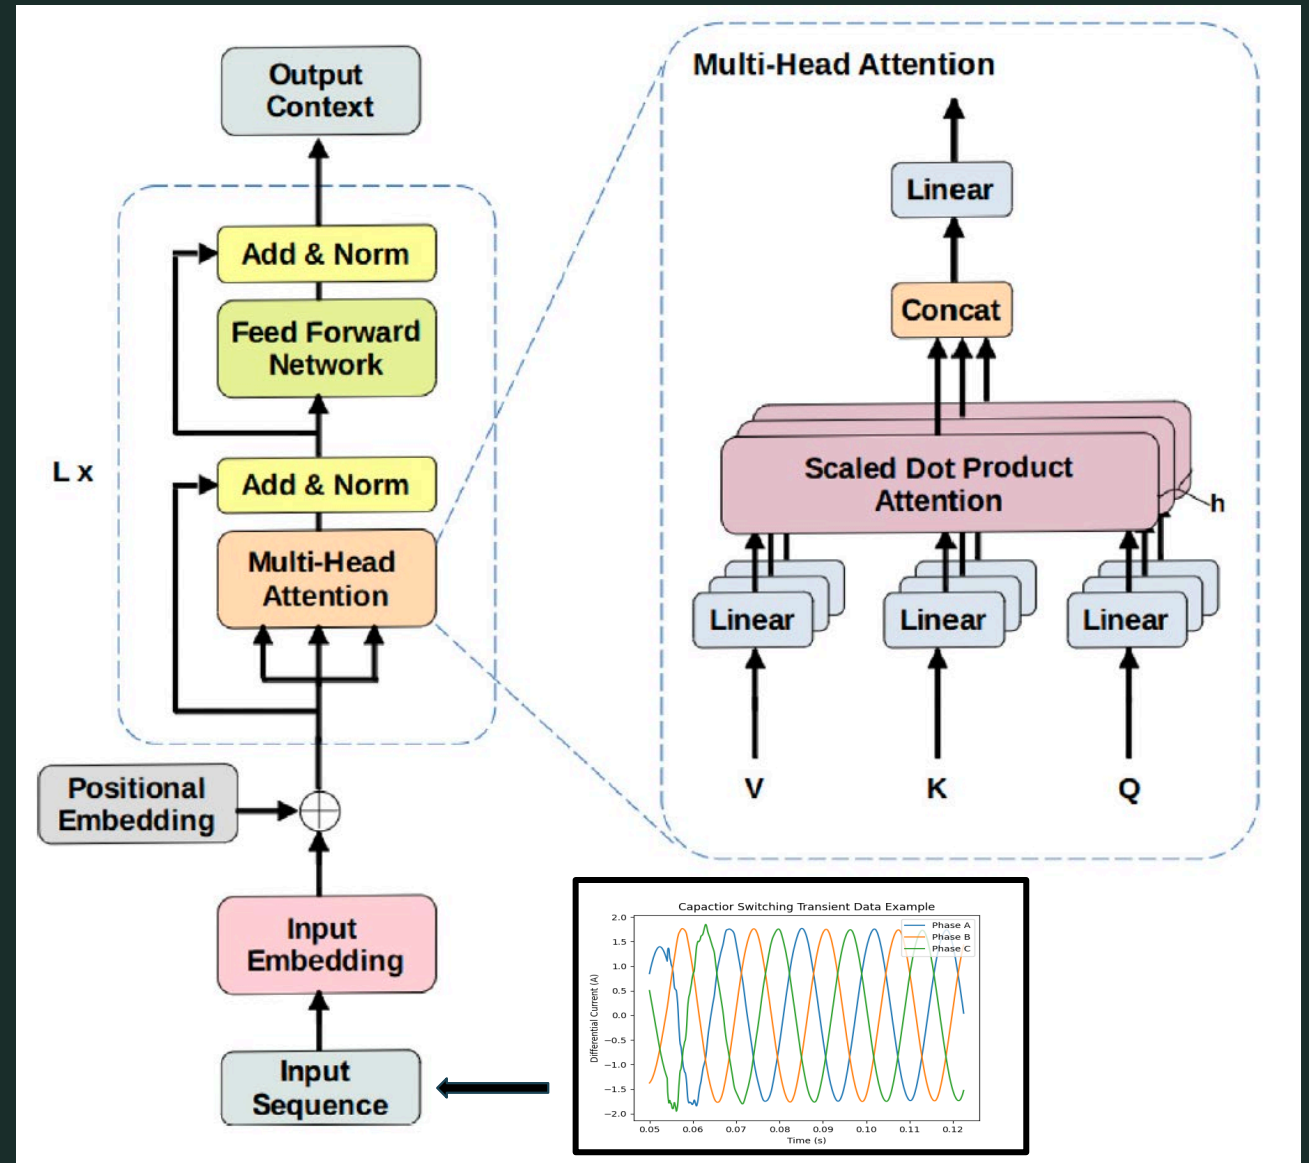 Output
Context
Add & Norm
Feed Forward
Network
L x
Add & Norm
Multi-Head
Attention
Positional
Embedding
Input
Embedding
Input
Sequence
Multi-Head Attention
Linear
Concat
Scaled Dot Product
Attention
h
Linear
Linear
Linear
V
K
Q
Capactior Switching Transient Data Example
Phase A
Phase B
Phase C
Differential Current (A)
2.0
1.5
1.0
0.5
0.0
−0.5
−1.0
−1.5
−2.0
0.05 0.06 0.07 0.08 0.09 0.10 0.11 0.12
Time (s)